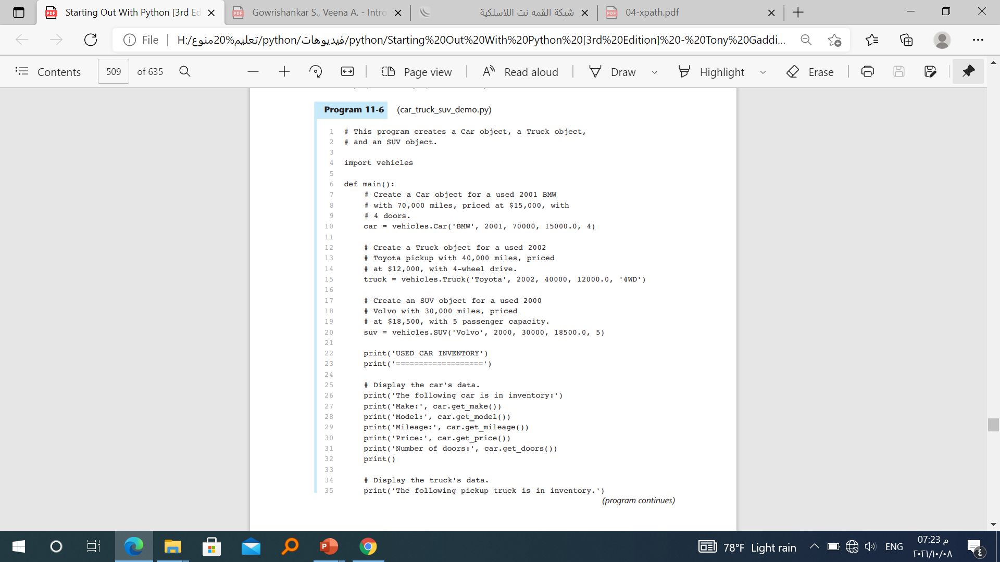 Starting Out With Python [3rd Ed
Gowrishankar S., Veena A. - Intro
شبكة القمه نت اللاسلكية
04-xpath.pdf
File
H:/تعليم%20منوع/python/فيديوهات/python/Starting%20Out%20With%20Python%20[3rd%20Edition]%20-%20Tony%20Gaddi...
Contents
509
of 635
Page view
Read aloud
Draw
Highlight
Erase
Program 11-6 (car_truck_suv_demo.py)
1 # This program creates a Car object, a Truck object,
2 # and an SUV object.
3
4 import vehicles
5
6 def main():
7 # Create a Car object for a used 2001 BMW
8 # with 70,000 miles, priced at $15,000, with
9 # 4 doors.
10 car = vehicles.Car('BMW', 2001, 70000, 15000.0, 4)
11
12 # Create a Truck object for a used 2002
13 # Toyota pickup with 40,000 miles, priced
14 # at $12,000, with 4-wheel drive.
15 truck = vehicles.Truck('Toyota', 2002, 40000, 12000.0, '4WD')
16
17 # Create an SUV object for a used 2000
18 # Volvo with 30,000 miles, priced
19 # at $18,500, with 5 passenger capacity.
20 suv = vehicles.SUV('Volvo', 2000, 30000, 18500.0, 5)
21
22 print('USED CAR INVENTORY')
23 print('===================')
24
25 # Display the car's data.
26 print('The following car is in inventory:')
27 print('Make:', car.get_make())
28 print('Model:', car.get_model())
29 print('Mileage:', car.get_mileage())
30 print('Price:', car.get_price())
31 print('Number of doors:', car.get_doors())
32 print()
33
34 # Display the truck's data.
35 print('The following pickup truck is in inventory.')
(program continues)
78°F Light rain
ENG
07:23 م
٢٠٢١/١٠/٠٨
٤